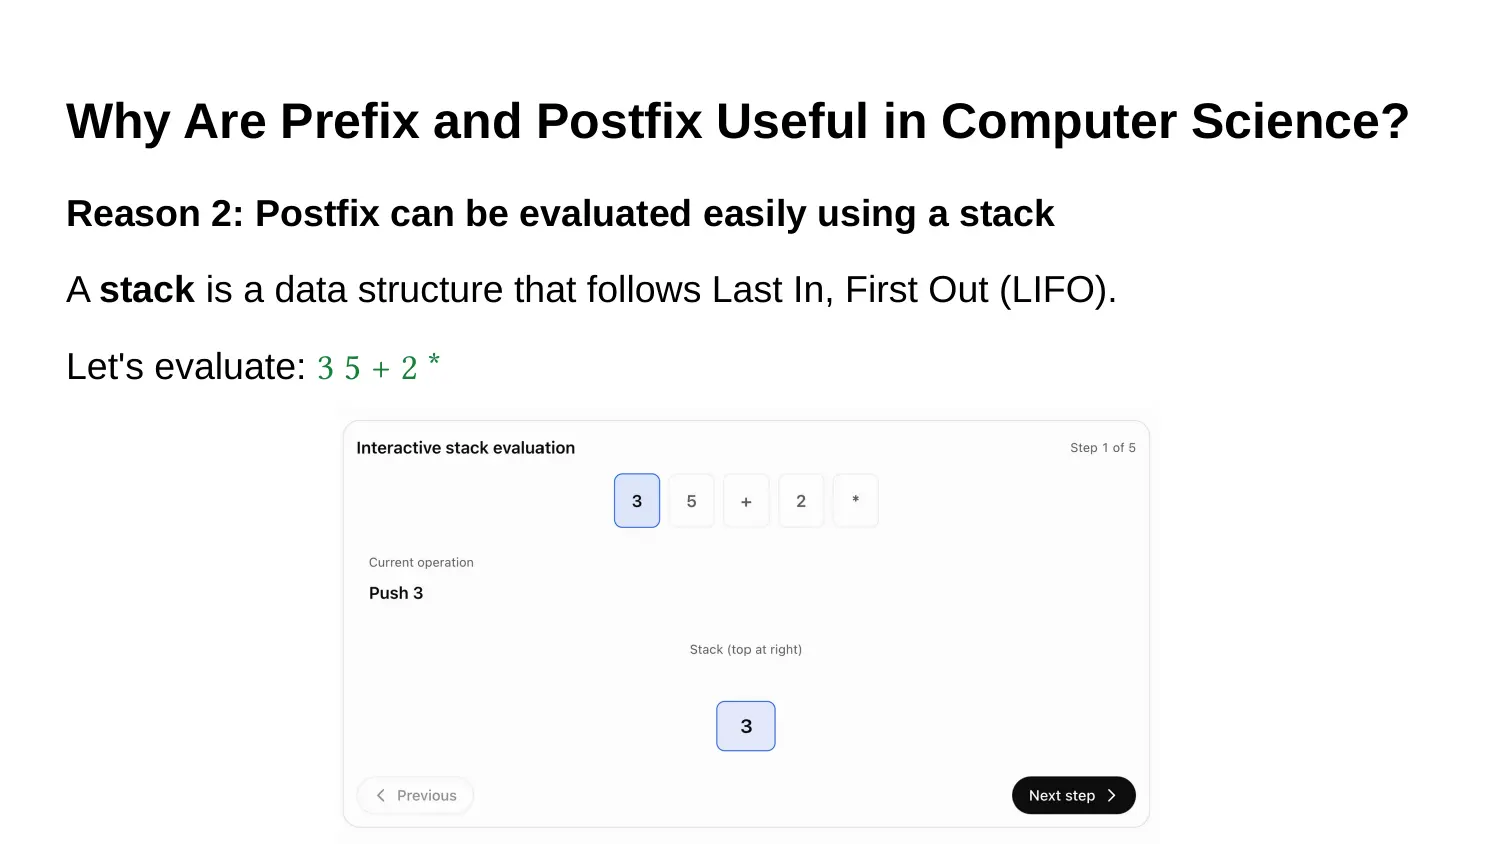 Why Are Prefix and Postfix Useful in Computer Science?
Reason 2: Postfix can be evaluated easily using a stack
A stack is a data structure that follows Last In, First Out (LIFO).
Let's evaluate: 3 5 + 2 *
Interactive stack evaluation
Step 1 of 5
3 5 + 2 *
Current operation
Push 3
Stack (top at right)
3
Previous
Next step